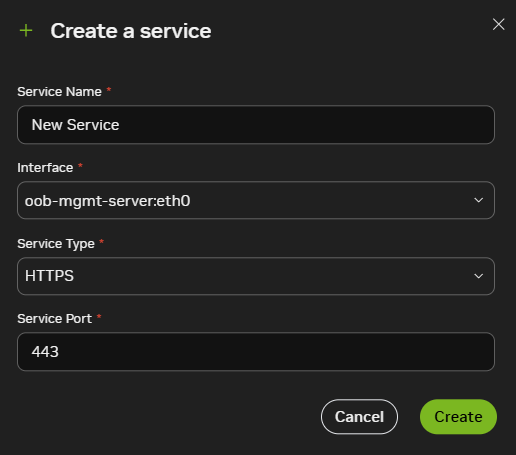 + Create a service
Service Name *
New Service
Interface *
oob-mgmt-server:eth0
Service Type *
HTTPS
Service Port *
443
Cancel Create